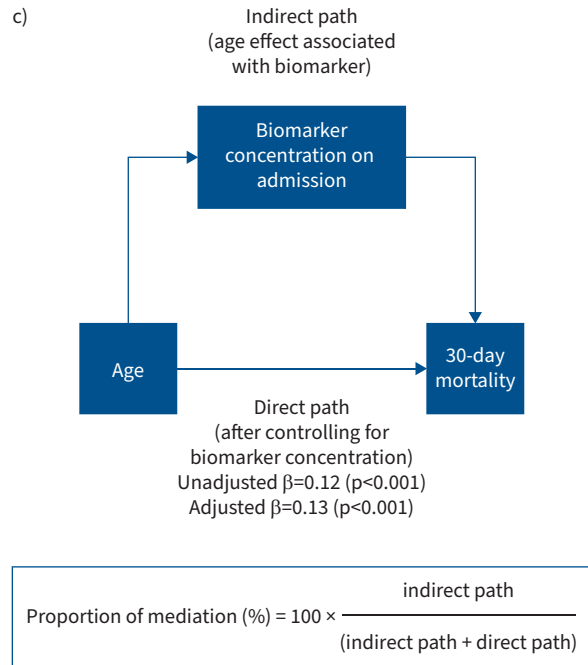 c)
Indirect path
(age effect associated
with biomarker)
Biomarker
concentration on
admission
Age
30-day
mortality
Direct path
(after controlling for
biomarker concentration)
Unadjusted β=0.12 (p<0.001)
Adjusted β=0.13 (p<0.001)
indirect path
Proportion of mediation (%) = 100 ×
(indirect path + direct path)